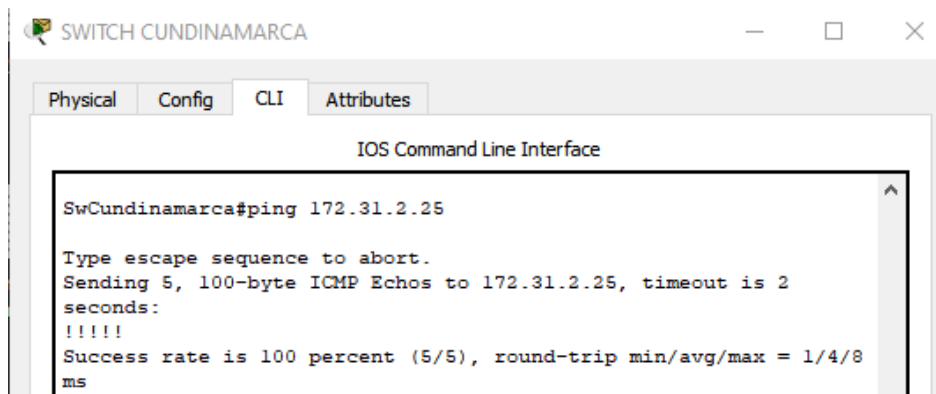 SWITCH CUNDINAMARCA
Physical Config CLI Attributes
IOS Command Line Interface
SwCundinamarca#ping 172.31.2.25
Type escape sequence to abort.
Sending 5, 100-byte ICMP Echos to 172.31.2.25, timeout is 2
seconds:
!!!!!
Success rate is 100 percent (5/5), round-trip min/avg/max = 1/4/8
ms